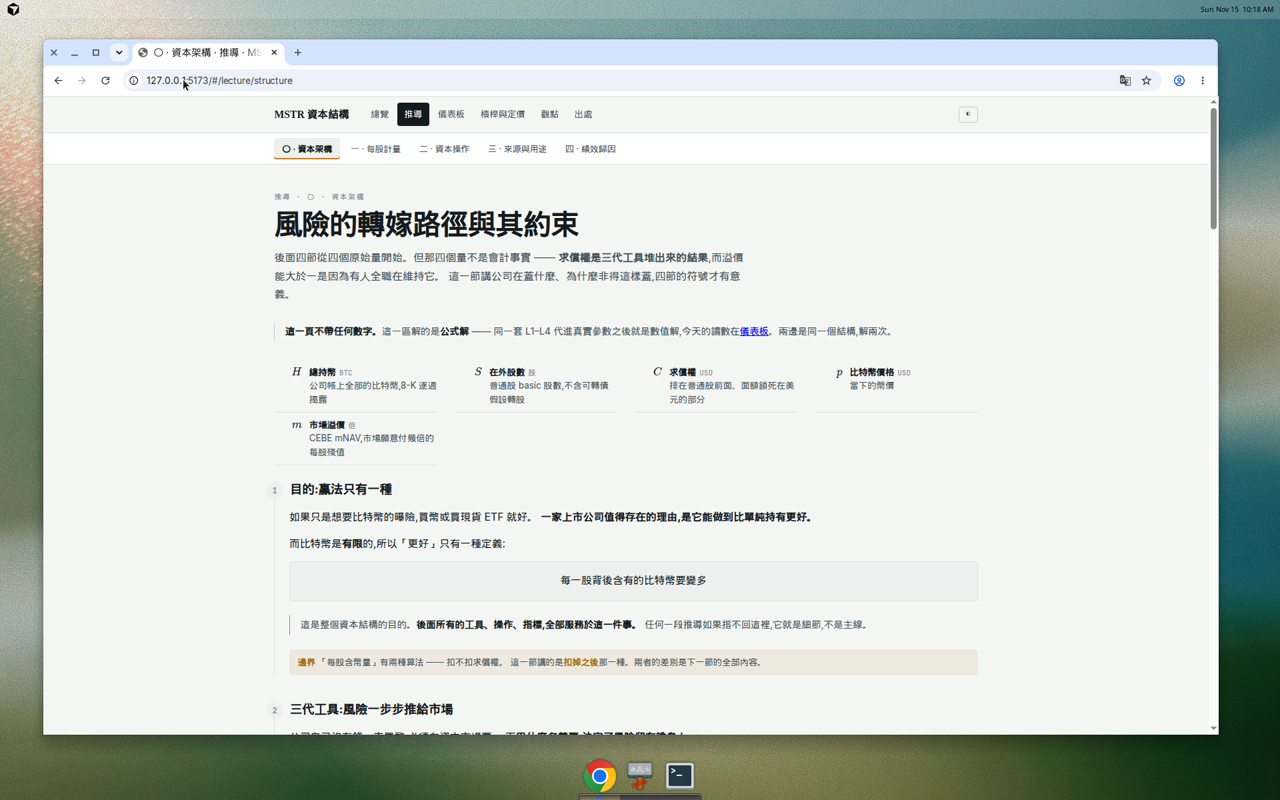 Sun Nov 15 10:18 AM
〇 · 資本架構 · 推導 · MS
127.0.0.1:5173/#/lecture/structure
MSTR 資本結構 總覽 推導 儀表板 槓桿與定價 觀點 出處
〇 · 資本架構 一 · 每股計量 二 · 資本操作 三 · 來源與用途 四 · 績效歸因
推導 · 〇 · 資本架構
風險的轉嫁路徑與其約束
後面四節從四個原始量開始。但那四個量不是會計事實 —— 求償權是三代工具堆出來的結果,而溢價
能大於一是因為有人全職在維持它。 這一節講公司在蓋什麼、為什麼非得這樣蓋,四節的符號才有意
義。
這一頁不帶任何數字。這一區解的是公式解 —— 同一套 L1–L4 代進真實參數之後就是數值解,今天的讀數在儀表板。兩邊是同一個結構,解兩次。
H 總持幣 BTC
公司帳上全部的比特幣,8-K 逐週
揭露
S 在外股數 股
普通股 basic 股數,不含可轉債
假設轉股
C 求償權 USD
排在普通股前面、面額鎖死在美
元的部分
p 比特幣價格 USD
當下的幣價
m 市場溢價 倍
CEBE mNAV,市場願意付幾倍的
每股殘值
1 目的:贏法只有一種
如果只是想要比特幣的曝險,買幣或買現貨 ETF 就好。 一家上市公司值得存在的理由,是它能做到比單純持有更好。
而比特幣是有限的,所以「更好」只有一種定義:
每一股背後含有的比特幣要變多
這是整個資本結構的目的。後面所有的工具、操作、指標,全部服務於這一件事。 任何一段推導如果指不回這裡,它就是細節,不是主線。
邊界 「每股含幣量」有兩種算法 —— 扣不扣求償權。 這一節講的是扣掉之後那一種。兩者的差別是下一節的全部內容。
2 三代工具:風險一步步推給市場